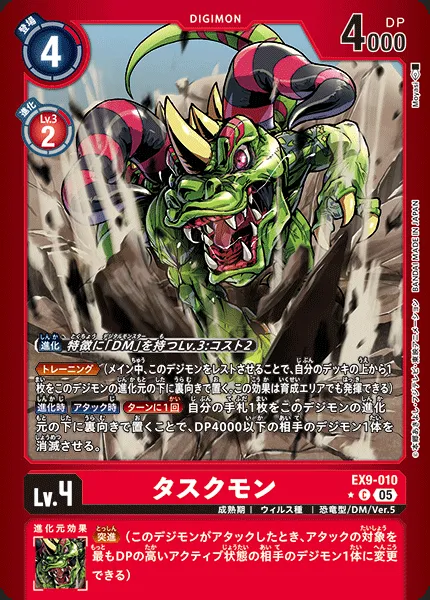 DIGIMON
登場
4
DP
4000
進化
Lv.3
2
Moyasi
BANDAI MADE IN JAPAN
進化 特徴に「DM」を持つLv.3:コスト2
トレーニング (メイン中、このデジモンをレストさせることで、自分のデッキの上から1
枚をこのデジモンの進化元の下に裏向きで置く。この効果は育成エリアでも発揮できる)
進化時 アタック時 ターンに1回 自分の手札1枚をこのデジモンの進化
元の下に裏向きで置くことで、DP4000以下の相手のデジモン1体を
消滅させる。
Lv.4
タスクモン
EX9-010
C 05
成熟期 ウィルス種 恐竜型/DM/Ver.5
進化元効果
突進 (このデジモンがアタックしたとき、アタックの対象を
最もDPの高いアクティブ状態の相手のデジモン1体に変更
できる)